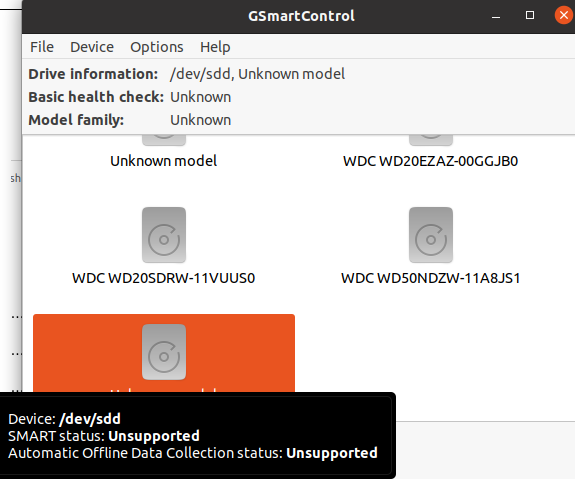 GSmartControl
File Device Options Help
Drive information: /dev/sdd, Unknown model
Basic health check: Unknown
Model family: Unknown
Unknown model
WDC WD20EZAZ-00GGJB0
sh
WDC WD20SDRW-11VUUS0
WDC WD50NDZW-11A8JS1
...
...
Device: /dev/sdd
SMART status: Unsupported
Automatic Offline Data Collection status: Unsupported